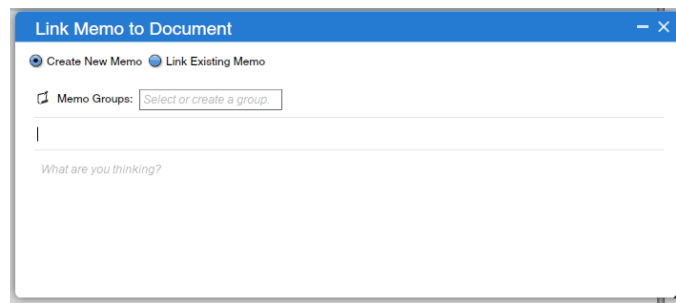 Link Memo to Document
Create New Memo Link Existing Memo
Memo Groups: Select or create a group.
What are you thinking?